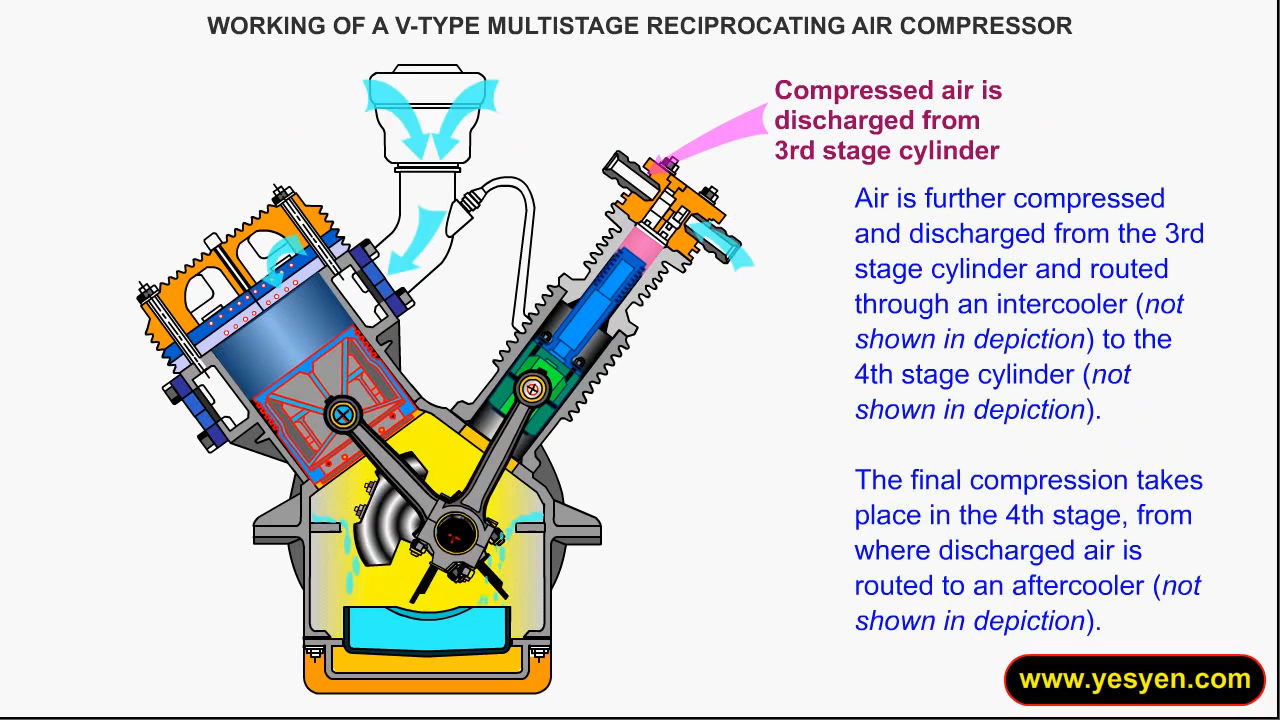 WORKING OF A V-TYPE MULTISTAGE RECIPROCATING AIR COMPRESSOR
Compressed air is
discharged from
3rd stage cylinder
Air is further compressed
and discharged from the 3rd
stage cylinder and routed
through an intercooler (not
shown in depiction) to the
4th stage cylinder (not
shown in depiction).
The final compression takes
place in the 4th stage, from
where discharged air is
routed to an aftercooler (not
shown in depiction).
www.yesyen.com